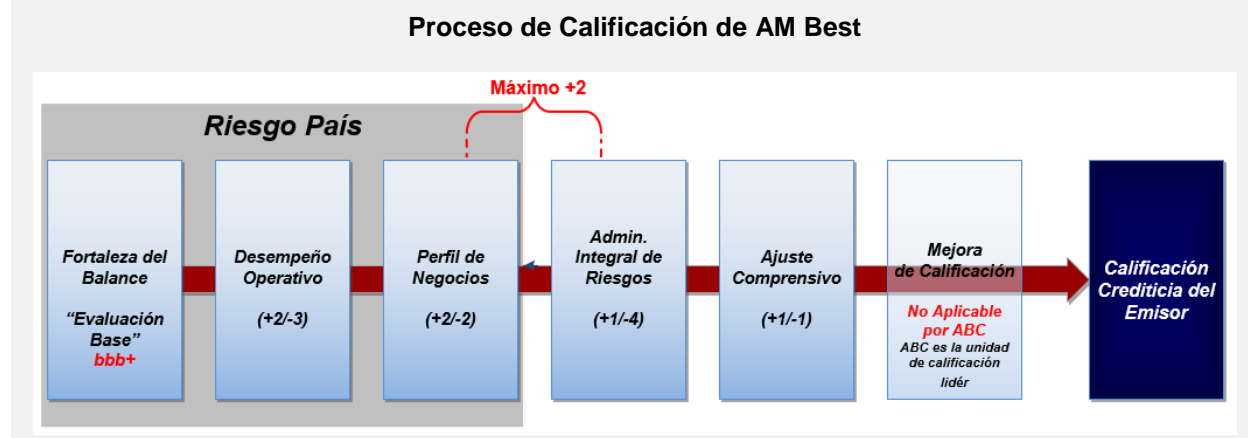 Proceso de Calificación de AM Best
Máximo +2
Riesgo País
Fortaleza del
Balance
“Evaluación
Base”
bbb+
Desempeño
Operativo
(+2/-3)
Perfil de
Negocios
(+2/-2)
Admin.
Integral de
Riesgos
(+1/-4)
Ajuste
Comprensivo
(+1/-1)
Mejora
de Calificación
No Aplicable
por ABC
ABC es la unidad
de calificación
lidér
Calificación
Crediticia del
Emisor